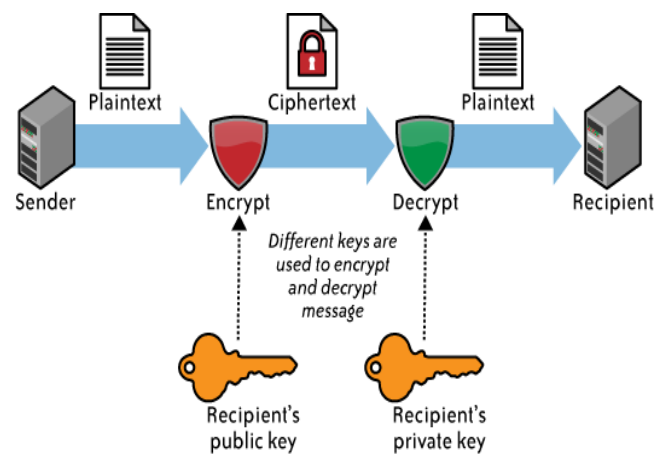 Plaintext
Ciphertext
Plaintext
Sender
Encrypt
Decrypt
Recipient
Different keys are
used to encrypt
and decrypt
message
Recipient's
public key
Recipient's
private key